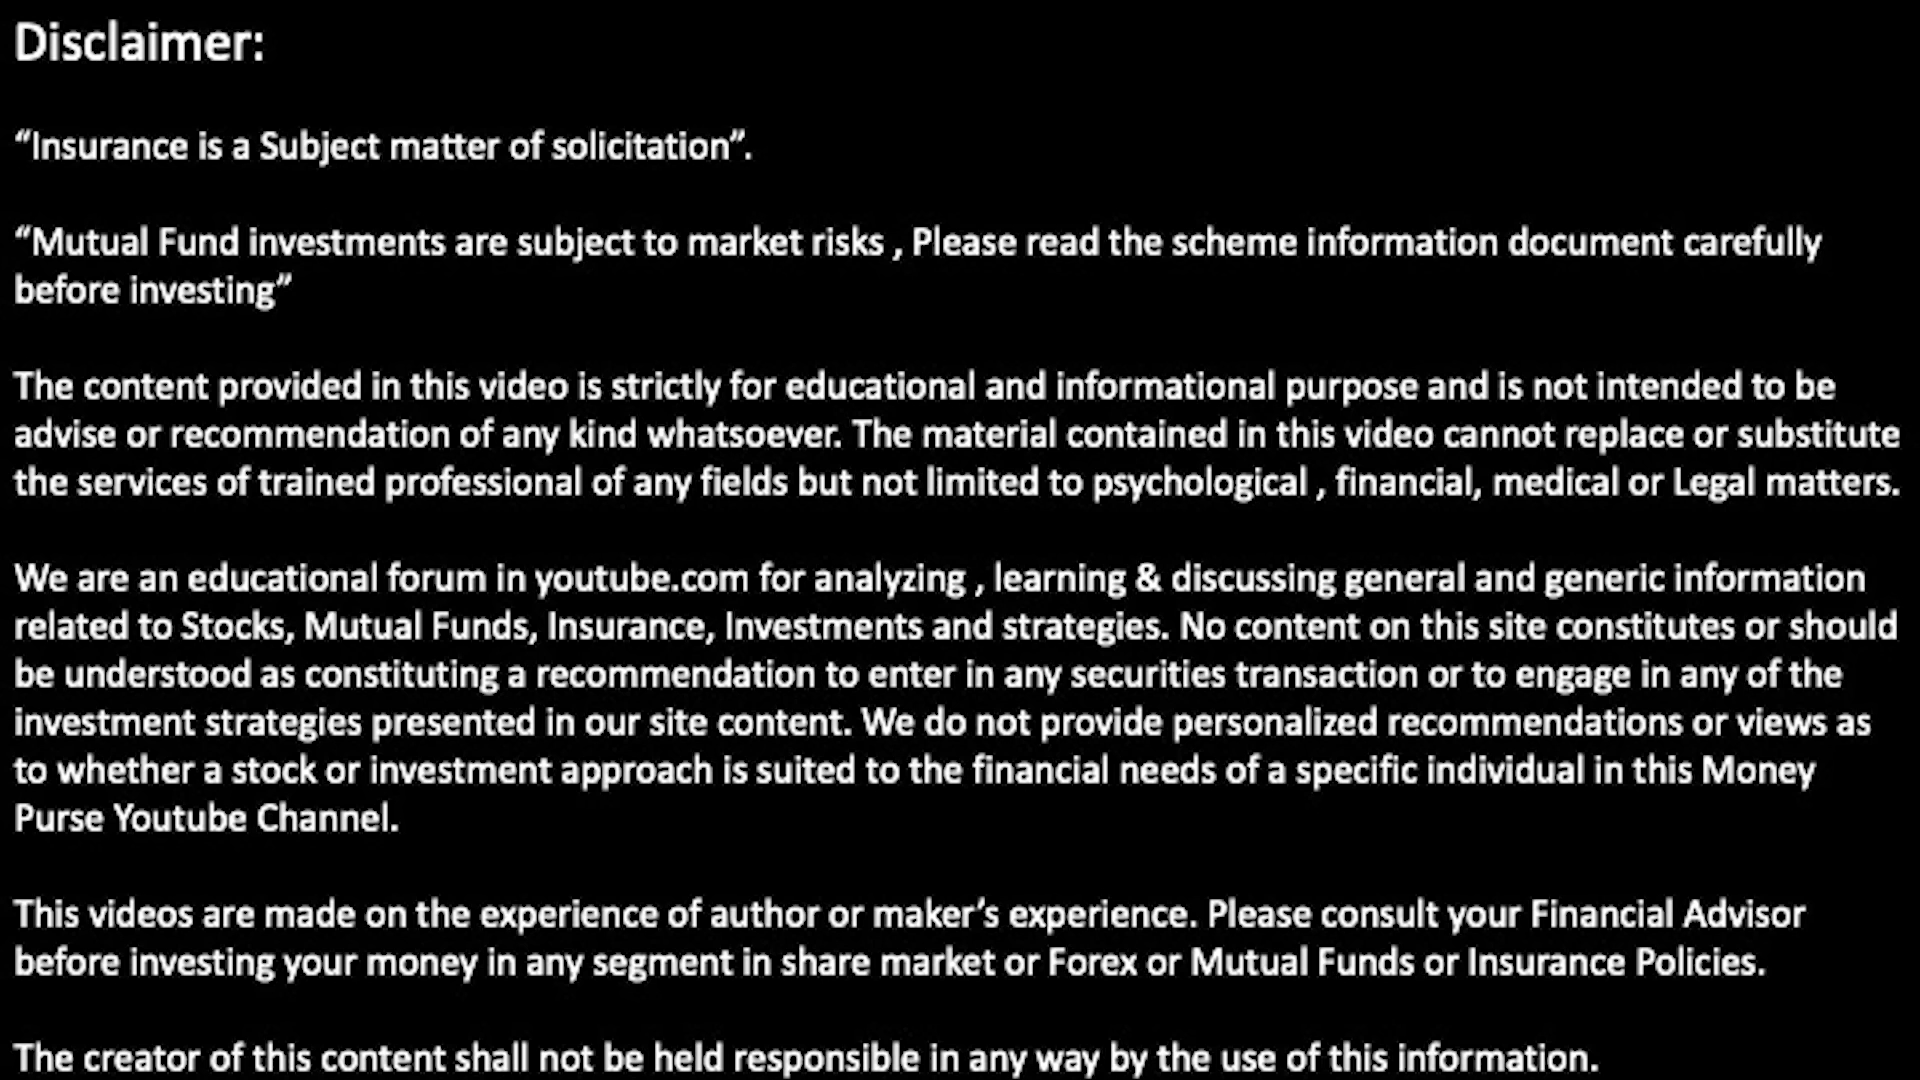 Disclaimer:
“Insurance is a Subject matter of solicitation”.
“Mutual Fund investments are subject to market risks , Please read the scheme information document carefully
before investing”
The content provided in this video is strictly for educational and informational purpose and is not intended to be
advise or recommendation of any kind whatsoever. The material contained in this video cannot replace or substitute
the services of trained professional of any fields but not limited to psychological , financial, medical or Legal matters.
We are an educational forum in youtube.com for analyzing , learning & discussing general and generic information
related to Stocks, Mutual Funds, Insurance, Investments and strategies. No content on this site constitutes or should
be understood as constituting a recommendation to enter in any securities transaction or to engage in any of the
investment strategies presented in our site content. We do not provide personalized recommendations or views as
to whether a stock or investment approach is suited to the financial needs of a specific individual in this Money
Purse Youtube Channel.
This videos are made on the experience of author or maker’s experience. Please consult your Financial Advisor
before investing your money in any segment in share market or Forex or Mutual Funds or Insurance Policies.
The creator of this content shall not be held responsible in any way by the use of this information.